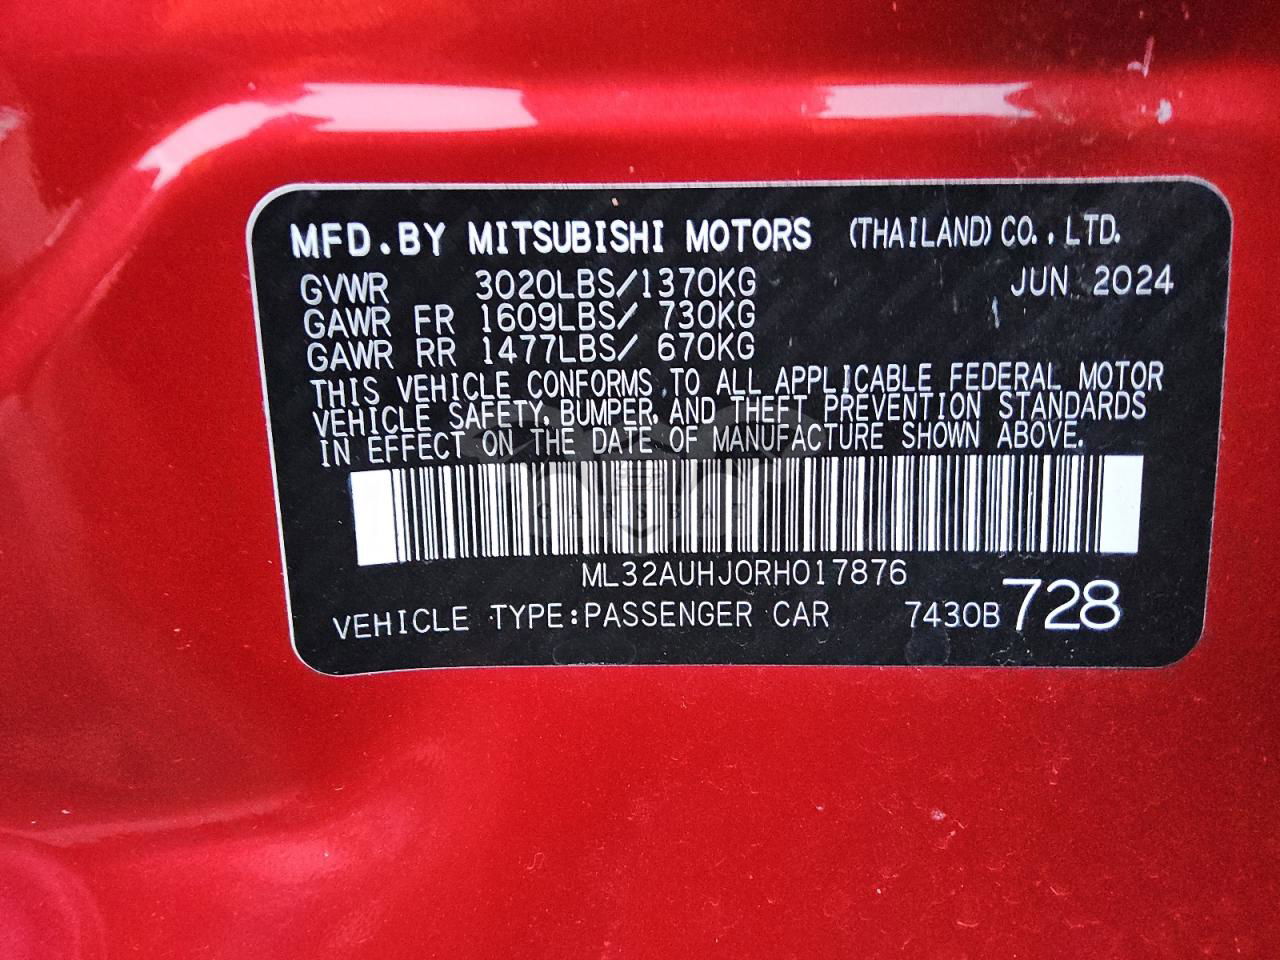 MFD.BY MITSUBISHI MOTORS (THAILAND) CO., LTD.
GVWR 3020LBS/1370KG JUN 2024
GAWR FR 1609LBS/ 730KG
GAWR RR 1477LBS/ 670KG
THIS VEHICLE CONFORMS TO ALL APPLICABLE FEDERAL MOTOR
VEHICLE SAFETY, BUMPER, AND THEFT PREVENTION STANDARDS
IN EFFECT ON THE DATE OF MANUFACTURE SHOWN ABOVE.
ML32AUHJ0RH017876
VEHICLE TYPE:PASSENGER CAR 7430B 728